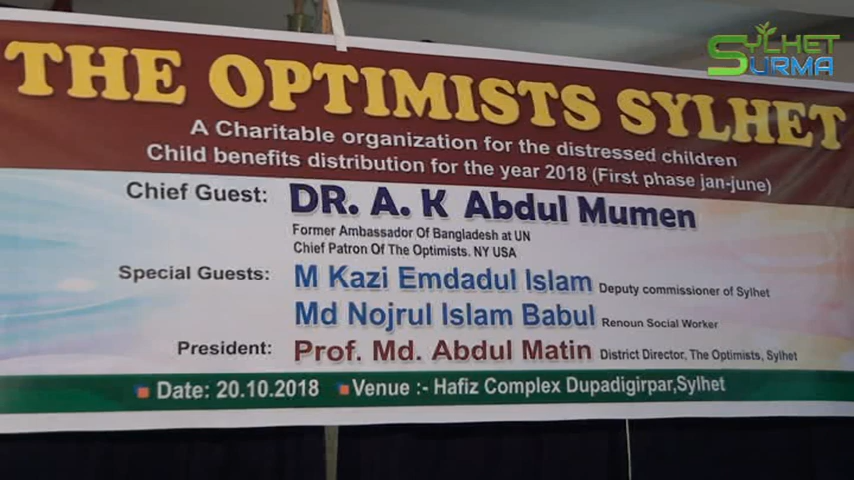 SYLHET
SURMA
THE OPTIMISTS SYLHET
A Charitable organization for the distressed children
Child benefits distribution for the year 2018 (First phase jan-june)
Chief Guest: DR. A. K Abdul Mumen
Former Ambassador Of Bangladesh at UN
Chief Patron Of The Optimists. NY USA
Special Guests: M Kazi Emdadul Islam Deputy commissioner of Sylhet
Md Nojrul Islam Babul Renoun Social Worker
President: Prof. Md. Abdul Matin District Director, The Optimists, Sylhet
Date: 20.10.2018 Venue :- Hafiz Complex Dupadigirpar,Sylhet